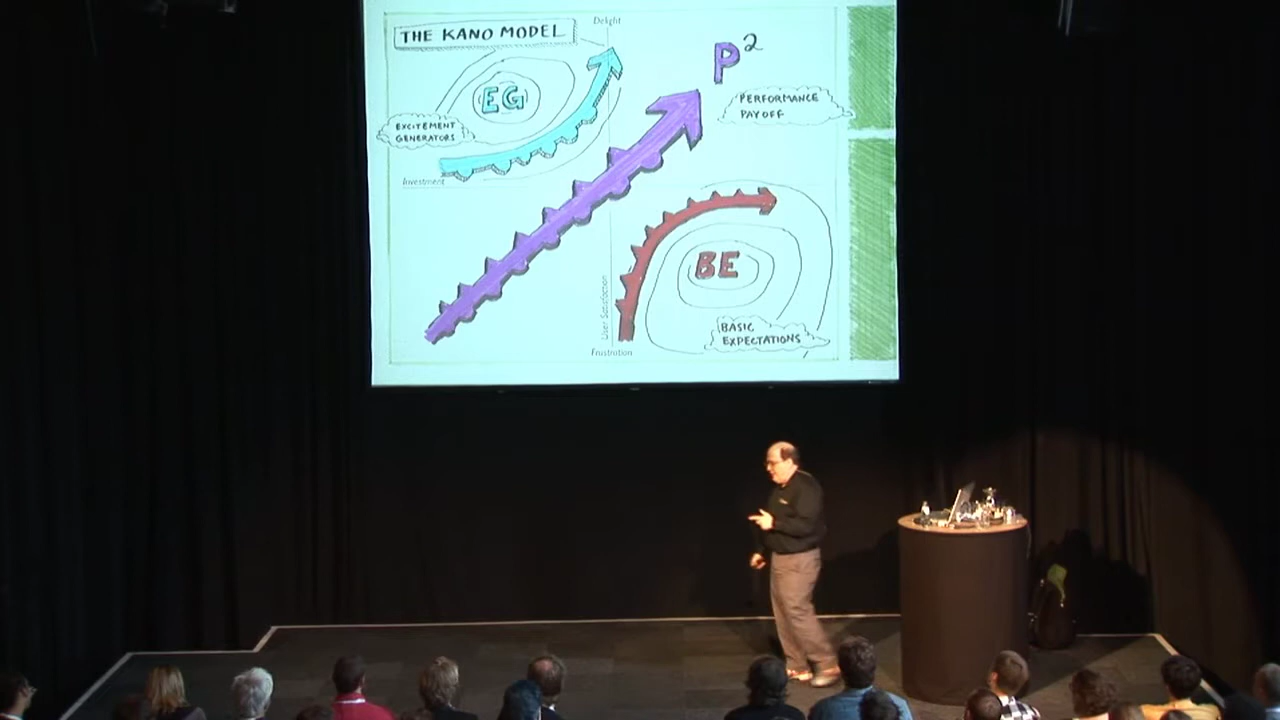 Delight
THE KANO MODEL
P²
EG
PERFORMANCE
PAYOFF
EXCITEMENT
GENERATORS
Investment
BE
User Satisfaction
BASIC
EXPECTATIONS
Frustration